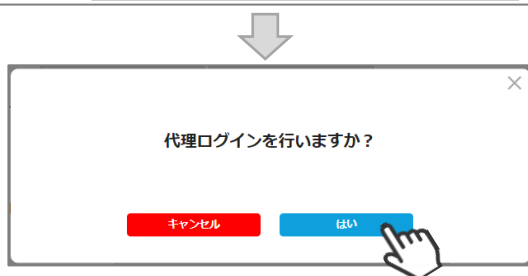 代理ログインを行いますか？
キャンセル
はい